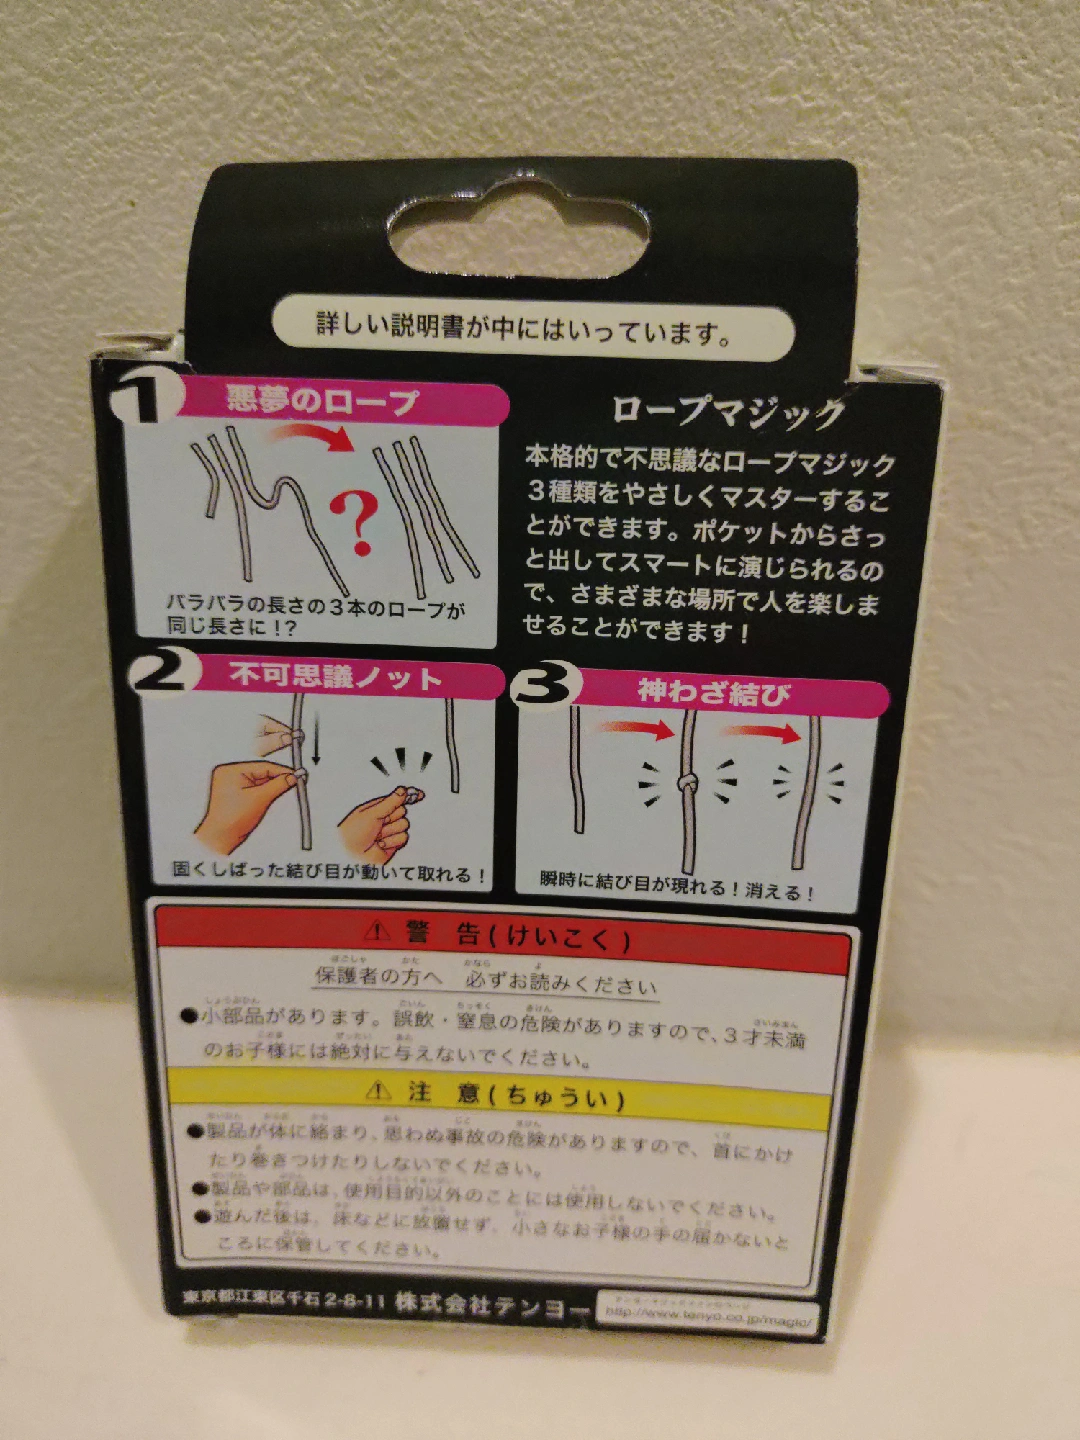 詳しい説明書が中にはいっています。
1 悪夢のロープ
バラバラの長さの3本のロープが
同じ長さに!?
ロープマジック
本格的で不思議なロープマジック
3種類をやさしくマスターするこ
とができます。ポケットからさっ
と出してスマートに演じられるの
で、さまざまな場所で人を楽しま
せることができます!
2 不可思議ノット
固くしばった結び目が動いて取れる!
3 神わざ結び
瞬時に結び目が現れる!消える!
⚠ 警 告(けいこく)
保護者の方へ 必ずお読みください
●小部品があります。誤飲・窒息の危険がありますので、3才未満
のお子様には絶対に与えないでください。
⚠ 注 意(ちゅうい)
●製品が体に絡まり、思わぬ事故の危険がありますので、首にかけ
たり巻きつけたりしないでください。
●製品や部品は、使用目的以外のことには使用しないでください。
●遊んだ後は、床などに放置せず、小さなお子様の手の届かないと
ころに保管してください。
東京都江東区千石2-8-11 株式会社テンヨー
http://www.tenyo.co.jp/magic/